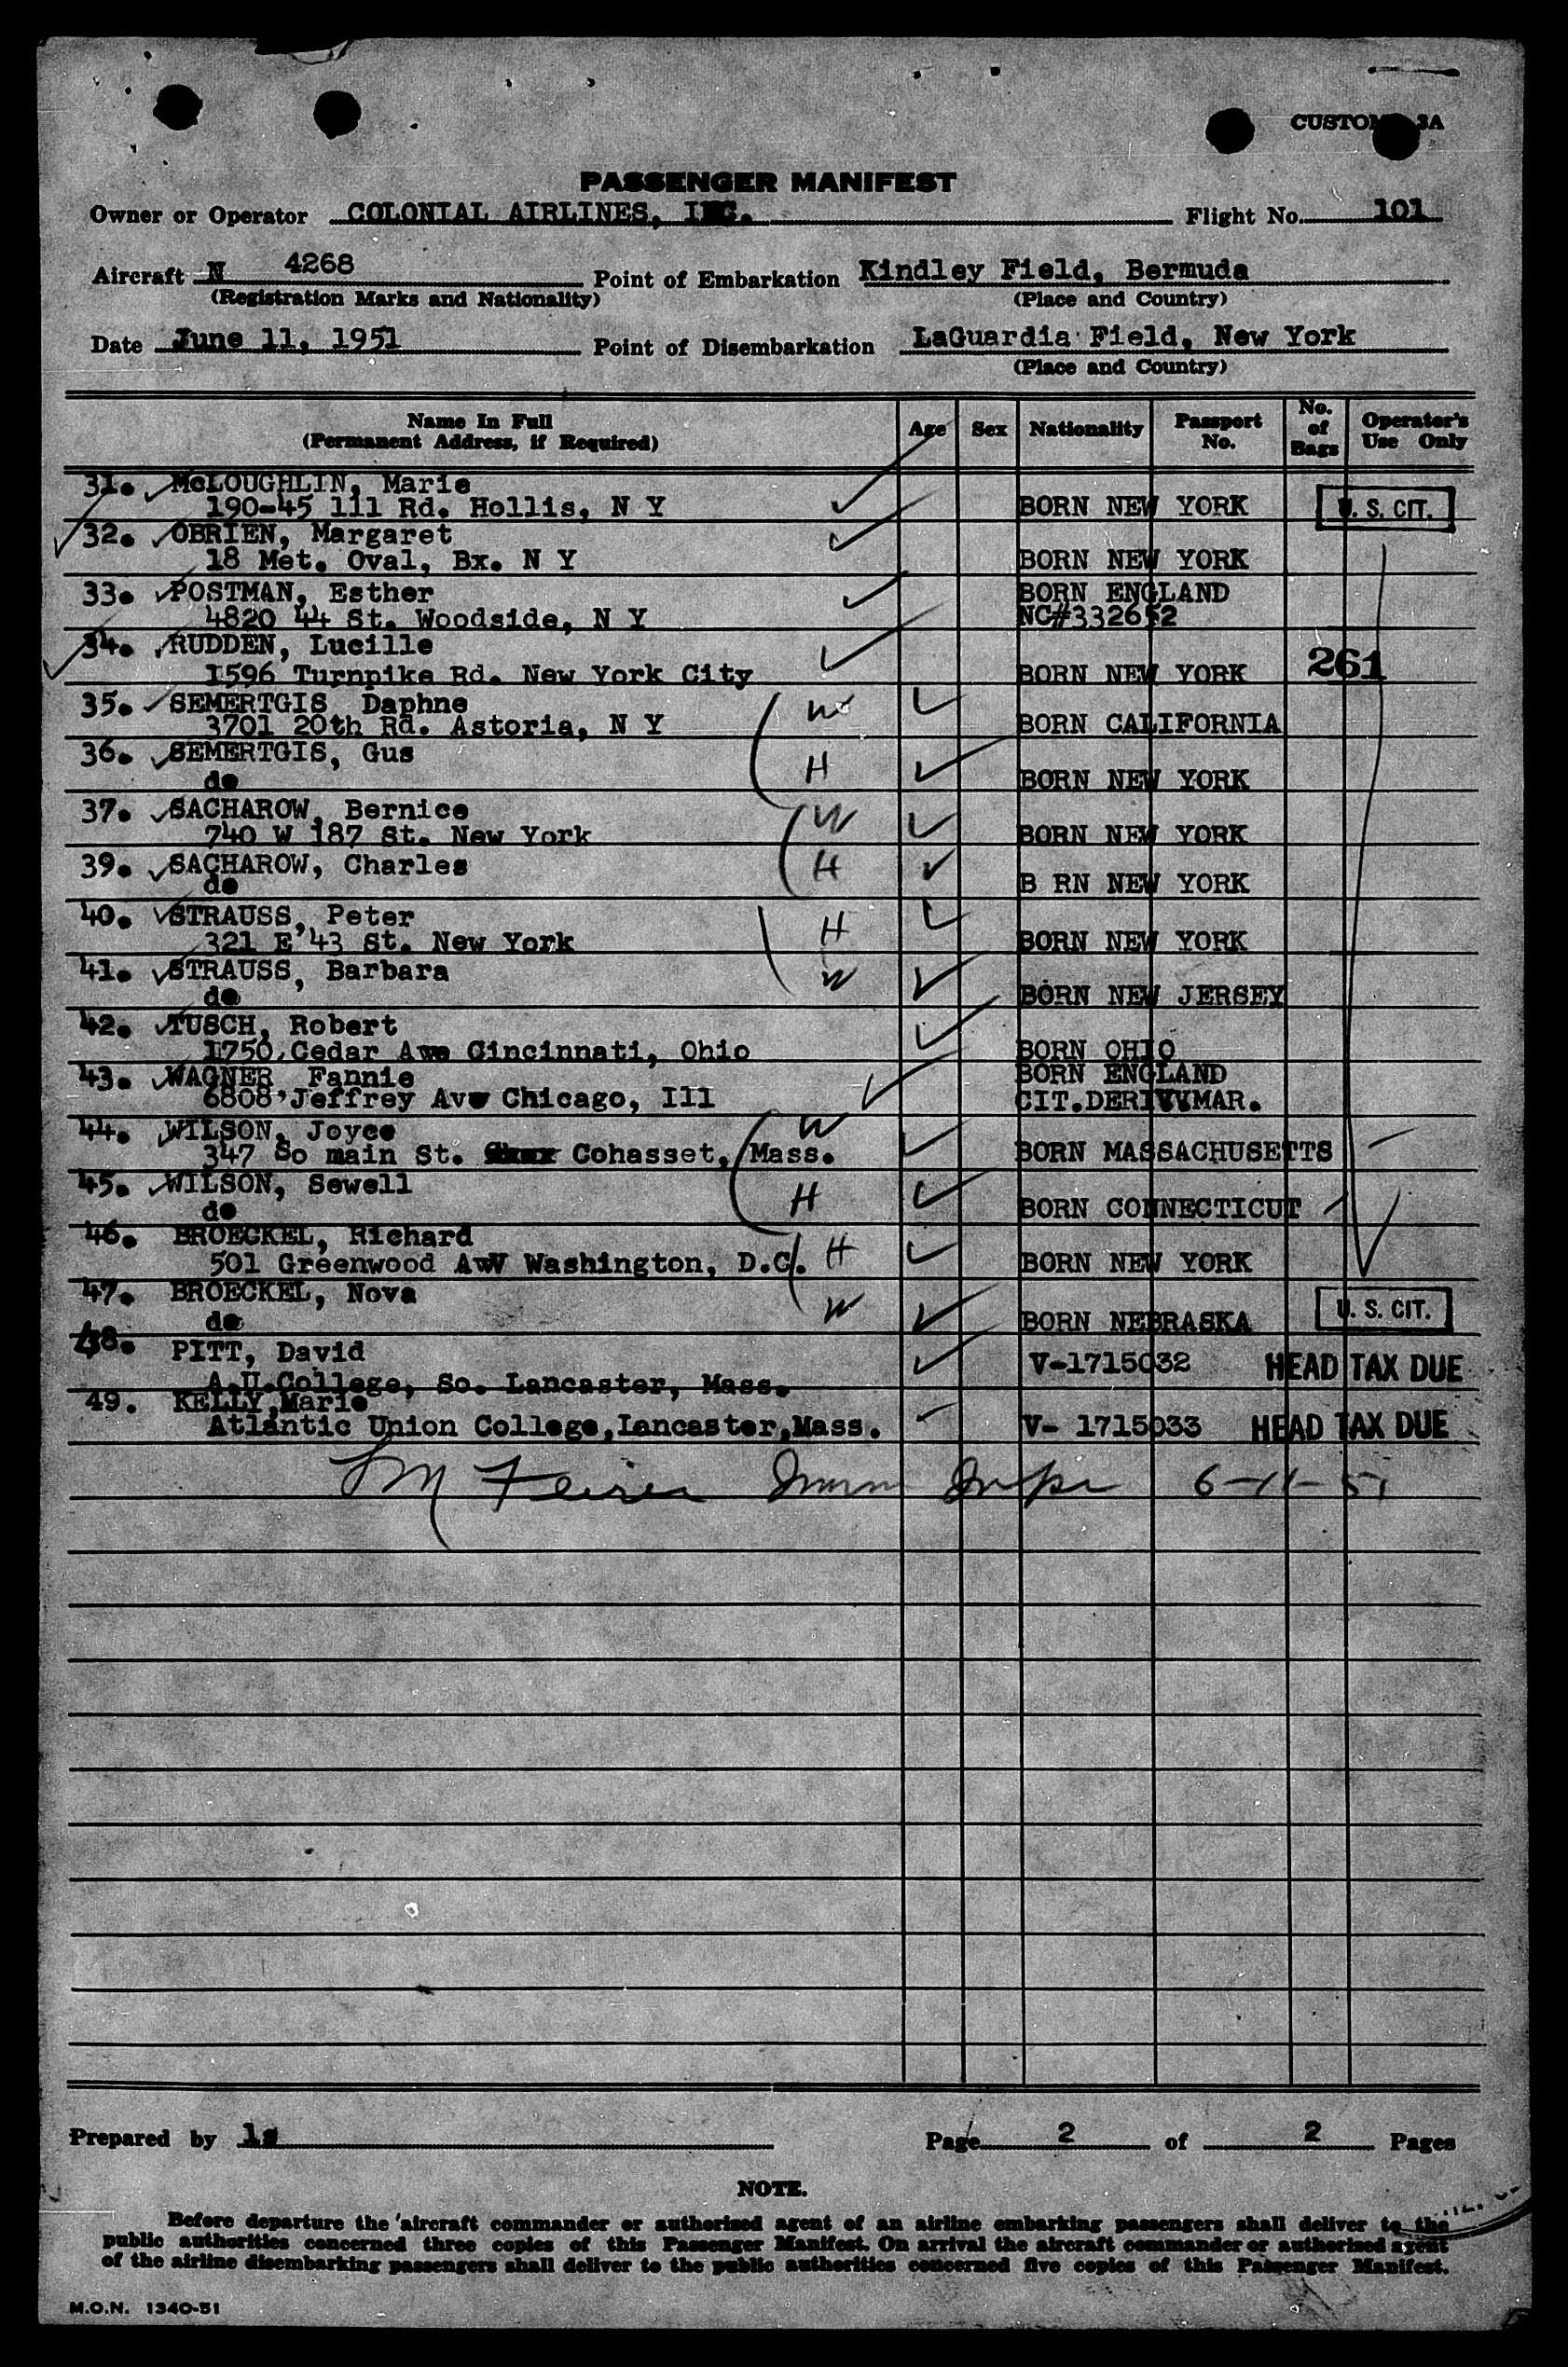 CUSTOM 3A
PASSENGER MANIFEST
Owner or Operator COLONIAL AIRLINES, INC. Flight No. 101
Aircraft N 4268 Point of Embarkation Kindley Field, Bermuda
(Registration Marks and Nationality) (Place and Country)
Date June 11, 1951 Point of Disembarkation LaGuardia Field, New York
(Place and Country)
Name In Full (Permanent Address, if Required) Age Sex Nationality Passport No. No. of Bags Operator's Use Only
31. McLOUGHLIN, Marie
190-45 111 Rd. Hollis, N Y BORN NEW YORK U. S. CIT.
32. OBRIEN, Margaret
18 Met. Oval, Bx. N Y BORN NEW YORK
33. POSTMAN, Esther BORN ENGLAND
4820 44 St. Woodside, N Y NC#332652
34. RUDDEN, Lucille
1596 Turnpike Rd. New York City BORN NEW YORK 261
35. SEMERTGIS Daphne W
3701 20th Rd. Astoria, N Y BORN CALIFORNIA
36. SEMERTGIS, Gus H
do BORN NEW YORK
37. SACHAROW, Bernice W
740 W 187 St. New York BORN NEW YORK
39. SACHAROW, Charles H
do B RN NEW YORK
40. STRAUSS, Peter H
321 E 43 St. New York BORN NEW YORK
41. STRAUSS, Barbara W
do BORN NEW JERSEY
42. TUSCH, Robert
1750 Cedar Ave Cincinnati, Ohio BORN OHIO
43. WAGNER Fannie BORN ENGLAND
6808 Jeffrey Ave Chicago, Ill CIT.DERIVVMAR.
44. WILSON, Joyce W
347 So main St. Cohasset, Mass. BORN MASSACHUSETTS
45. WILSON, Sewell H
do BORN CONNECTICUT
46. BROECKEL, Richard H
501 Greenwood Washington, D.C. BORN NEW YORK
47. BROECKEL, Nova W
do BORN NEBRASKA U. S. CIT.
48. PITT, David V-1715032 HEAD TAX DUE
A.U.College, So. Lancaster, Mass.
49. KELLY,Marie
Atlantic Union College,Lancaster,Mass. V- 1715033 HEAD TAX DUE
Immn Inspr 6-11-51
Prepared by ls Page 2 of 2 Pages
NOTE.
Before departure the aircraft commander or authorized agent of an airline embarking passengers shall deliver to the
public authorities concerned three copies of this Passenger Manifest. On arrival the aircraft commander or authorized agent
of the airline disembarking passengers shall deliver to the public authorities concerned five copies of this Passenger Manifest.
M.O.N. 1340-51